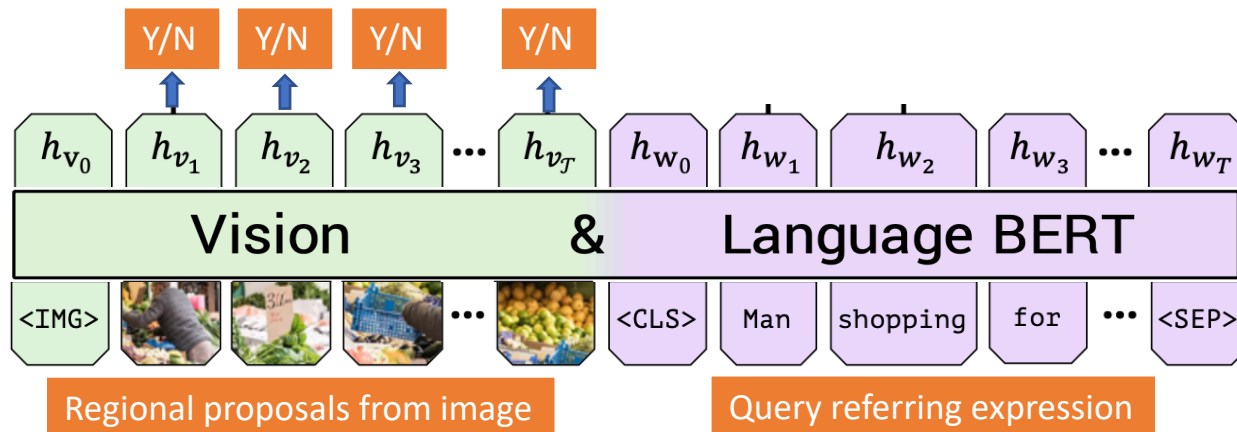 Y/N Y/N Y/N Y/N
h_{v_0} h_{v_1} h_{v_2} h_{v_3} ... h_{v_𝒯} h_{w_0} h_{w_1} h_{w_2} h_{w_3} ... h_{w_T}
Vision & Language BERT
<IMG> ... <CLS> Man shopping for ... <SEP>
Regional proposals from image Query referring expression